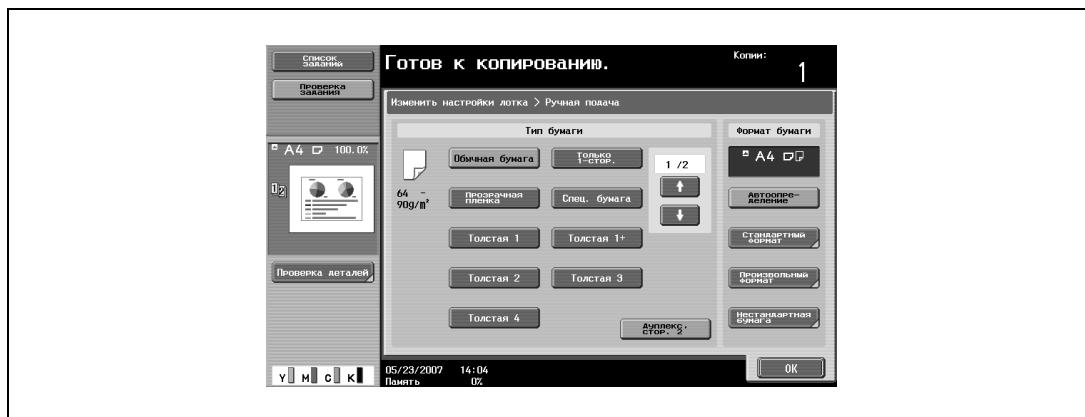 Список
заданий
Готов к копированию.
Копии:
1
Проверка
задания
Изменить настройки лотка > Ручная подача
Тип бумаги
Формат бумаги
A4 100.0%
64 -
90g/m²
Обычная бумага
Только
1-стор.
1 /2
A4
Прозрачная
пленка
Спец. бумага
Автоопре-
деление
Толстая 1
Толстая 1+
Стандартный
формат
Проверка деталей
Толстая 2
Толстая 3
Произвольный
формат
Толстая 4
Дуплекс,
стор. 2
Нестандартная
бумага
Y M C K
05/23/2007 14:04
Память 0%
OK